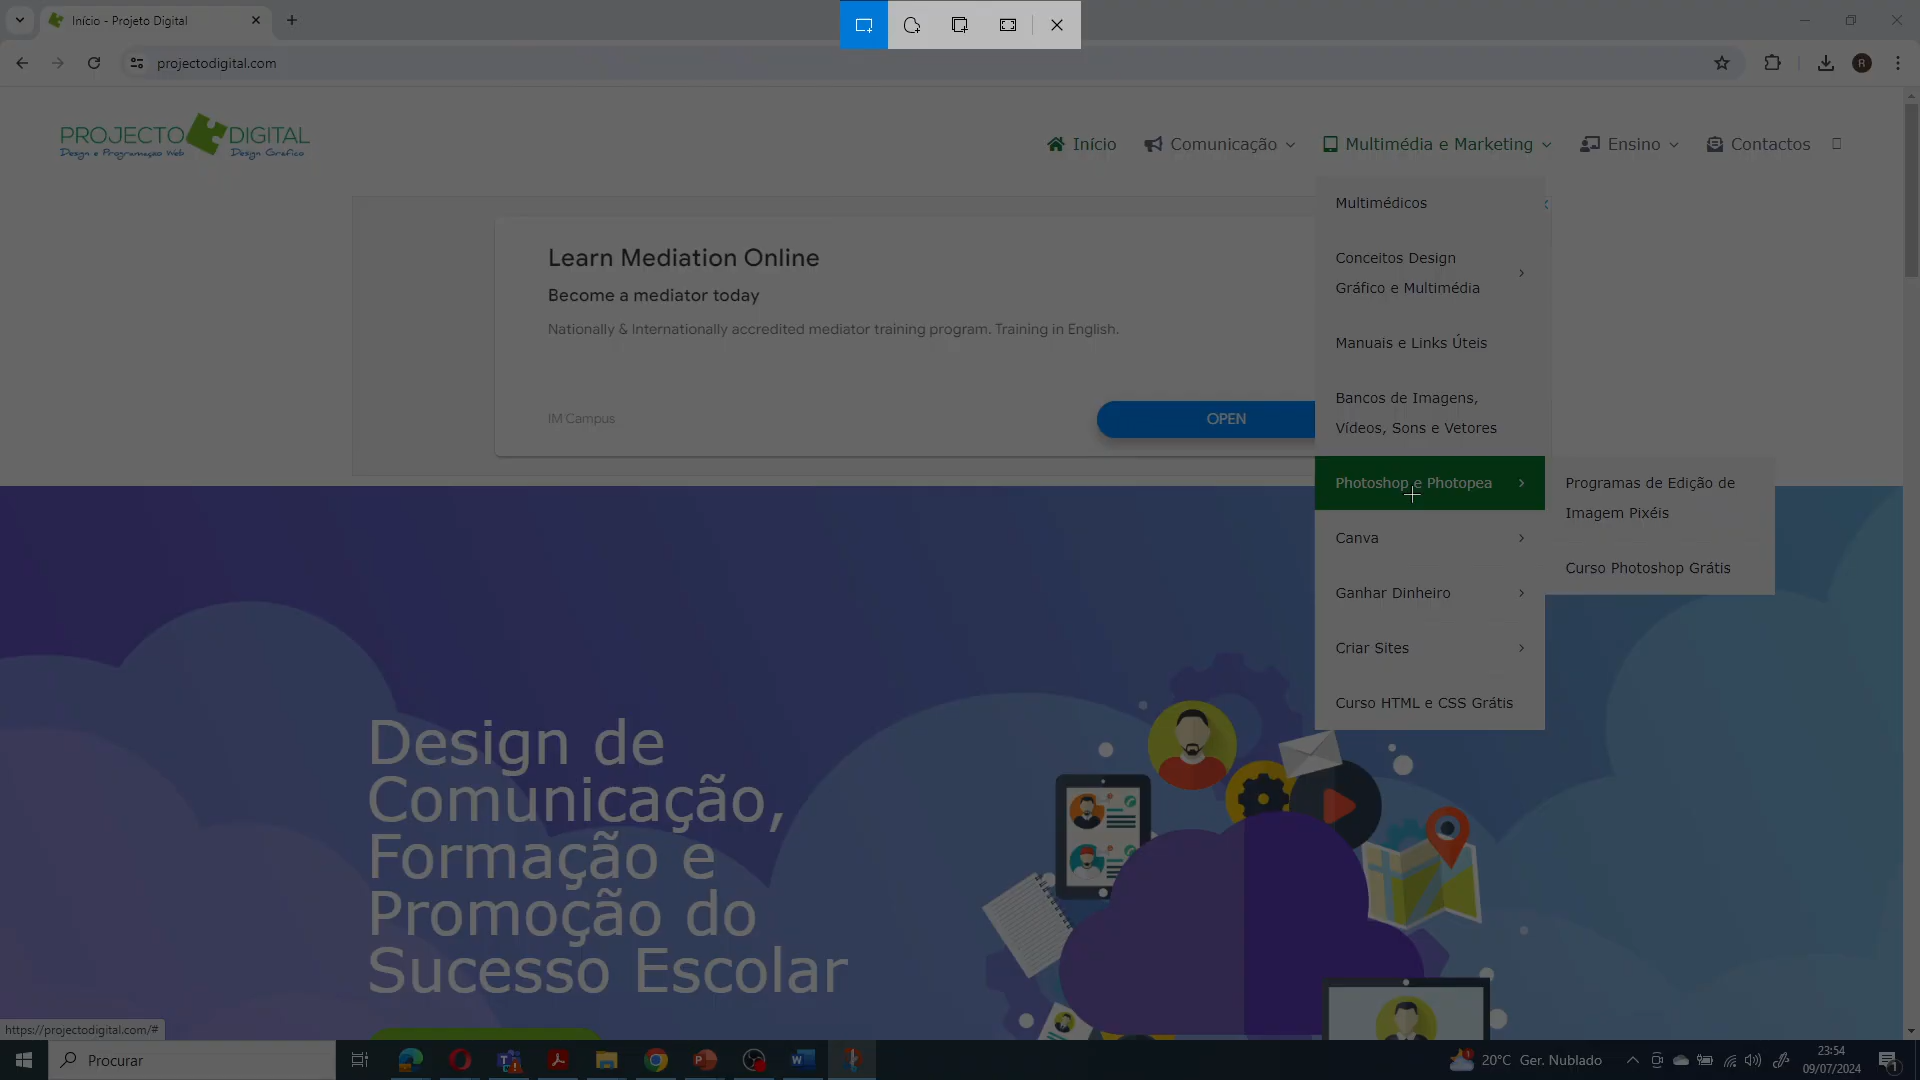 Início - Projeto Digital
projectodigital.com
R
PROJECTO DIGITAL
Design e Programação Web Design Gráfico
Início
Comunicação
Multimédia e Marketing
Ensino
Contactos
Learn Mediation Online
Become a mediator today
Nationally & Internationally accredited mediator training program. Training in English.
IM Campus
OPEN
Multimédicos
Conceitos Design
Gráfico e Multimédia
Manuais e Links Úteis
Bancos de Imagens,
Vídeos, Sons e Vetores
Photoshop e Photopea
Canva
Ganhar Dinheiro
Criar Sites
Curso HTML e CSS Grátis
Programas de Edição de
Imagem Pixéis
Curso Photoshop Grátis
Design de
Comunicação,
Formação e
Promoção do
Sucesso Escolar
https://projectodigital.com/#
Procurar
20°C Ger. Nublado
23:54
09/07/2024
1